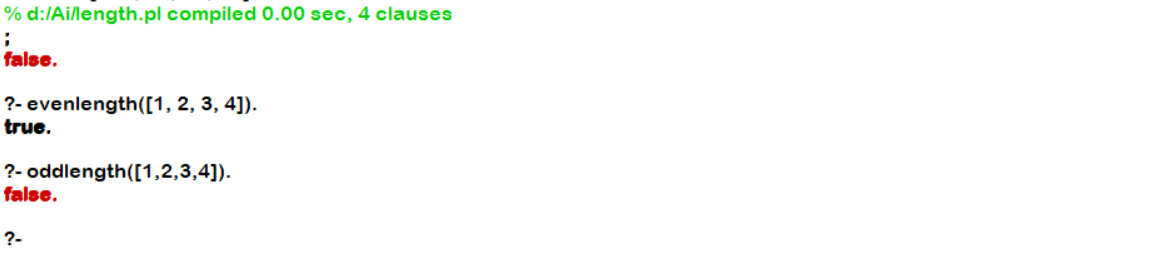 % d:/Ai/length.pl compiled 0.00 sec, 4 clauses
;
false.
?- evenlength([1, 2, 3, 4]).
true.
?- oddlength([1,2,3,4]).
false.
?-